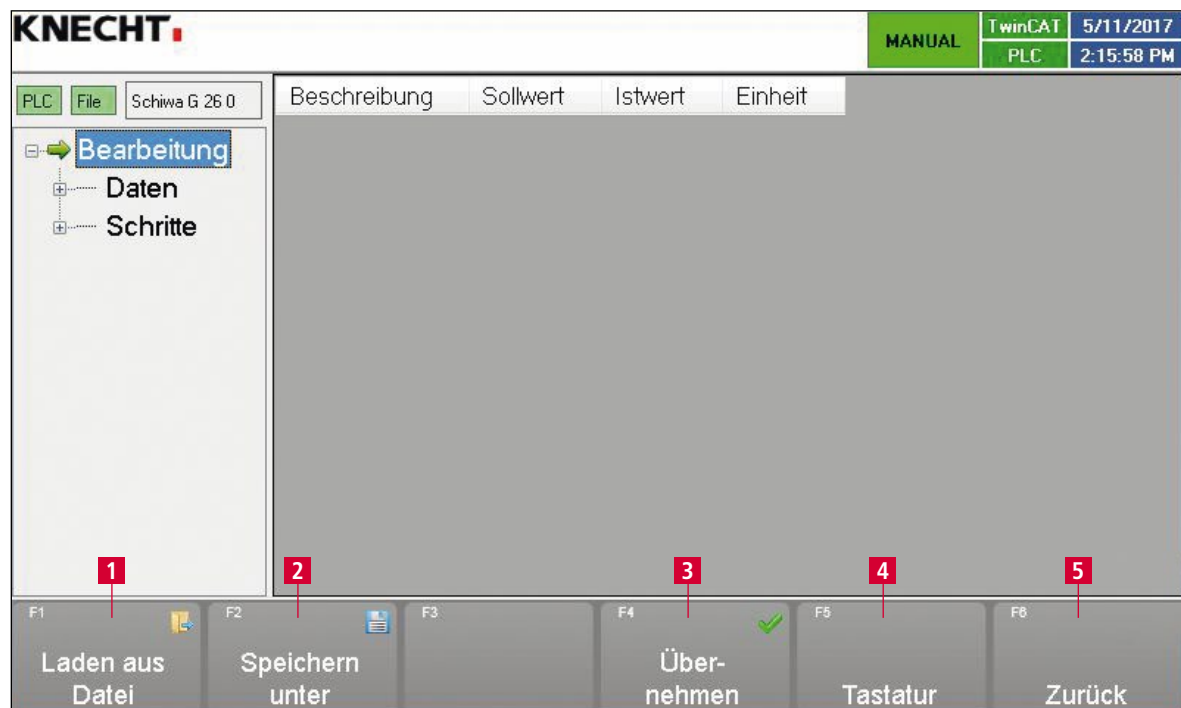 KNECHT
MANUAL
TwinCAT
5/11/2017
PLC
2:15:58 PM
PLC
File
Schiwa G 26 0
Beschreibung Sollwert Istwert Einheit
Bearbeitung
Daten
Schritte
1
2
3
4
5
F1
Laden aus
Datei
F2
Speichern
unter
F3
F4
Über-
nehmen
F5
Tastatur
F6
Zurück